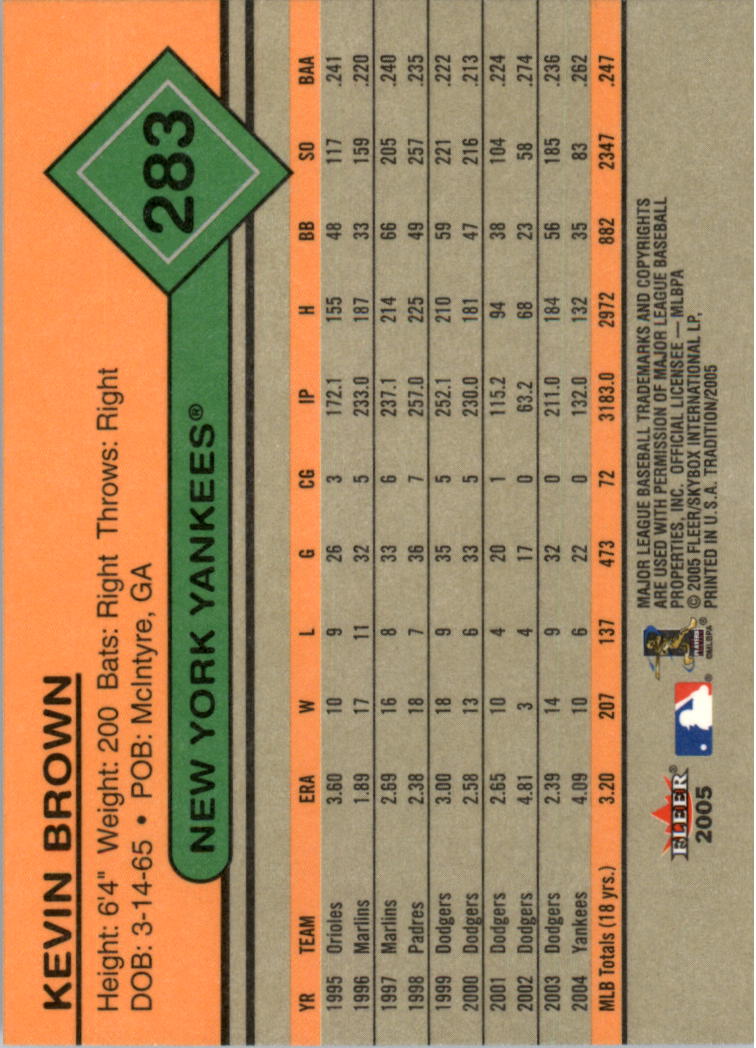 KEVIN BROWN
Height: 6'4" Weight: 200 Bats: Right Throws: Right
DOB: 3-14-65 • POB: McIntyre, GA
283
NEW YORK YANKEES®
YR TEAM ERA W L G CG IP H BB SO BAA
1995 Orioles 3.60 10 9 26 3 172.1 155 48 117 .241
1996 Marlins 1.89 17 11 32 5 233.0 187 33 159 .220
1997 Marlins 2.69 16 8 33 6 237.1 214 66 205 .240
1998 Padres 2.38 18 7 36 7 257.0 225 49 257 .235
1999 Dodgers 3.00 18 9 35 5 252.1 210 59 221 .222
2000 Dodgers 2.58 13 6 33 5 230.0 181 47 216 .213
2001 Dodgers 2.65 10 4 20 1 115.2 94 38 104 .224
2002 Dodgers 4.81 3 4 17 0 63.2 68 23 58 .274
2003 Dodgers 2.39 14 9 32 0 211.0 184 56 185 .236
2004 Yankees 4.09 10 6 22 0 132.0 132 35 83 .262
MLB Totals (18 yrs.) 3.20 207 137 473 72 3183.0 2972 882 2347 .247
FLEER®
2005
®
®
©MLBPA
MAJOR LEAGUE BASEBALL TRADEMARKS AND COPYRIGHTS
ARE USED WITH PERMISSION OF MAJOR LEAGUE BASEBALL
PROPERTIES, INC. OFFICIAL LICENSEE — MLBPA
© 2005 FLEER/SKYBOX INTERNATIONAL LP,
PRINTED IN U.S.A. TRADITION/2005